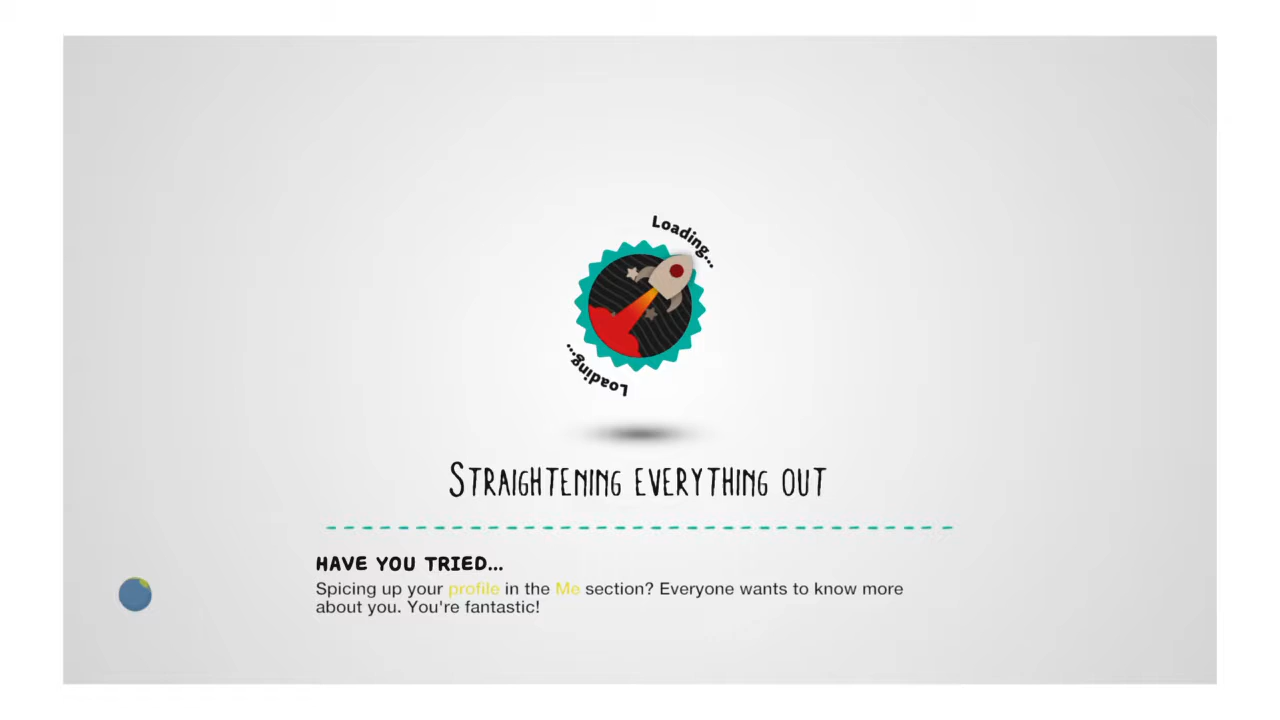 Loading...
Loading...
STRAIGHTENING EVERYTHING OUT
HAVE YOU TRIED...
Spicing up your profile in the Me section? Everyone wants to know more
about you. You're fantastic!